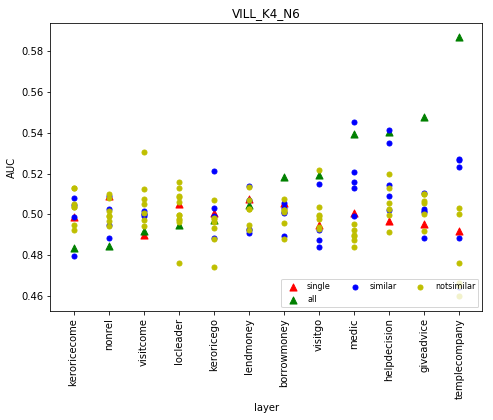 VILL_K4_N6
AUC
0.58
0.56
0.54
0.52
0.50
0.48
0.46
single
similar
notsimilar
all
keroricecome
nonrel
visitcome
locleader
keroricego
lendmoney
borrowmoney
visitgo
medic
helpdecision
giveadvice
templecompany
layer